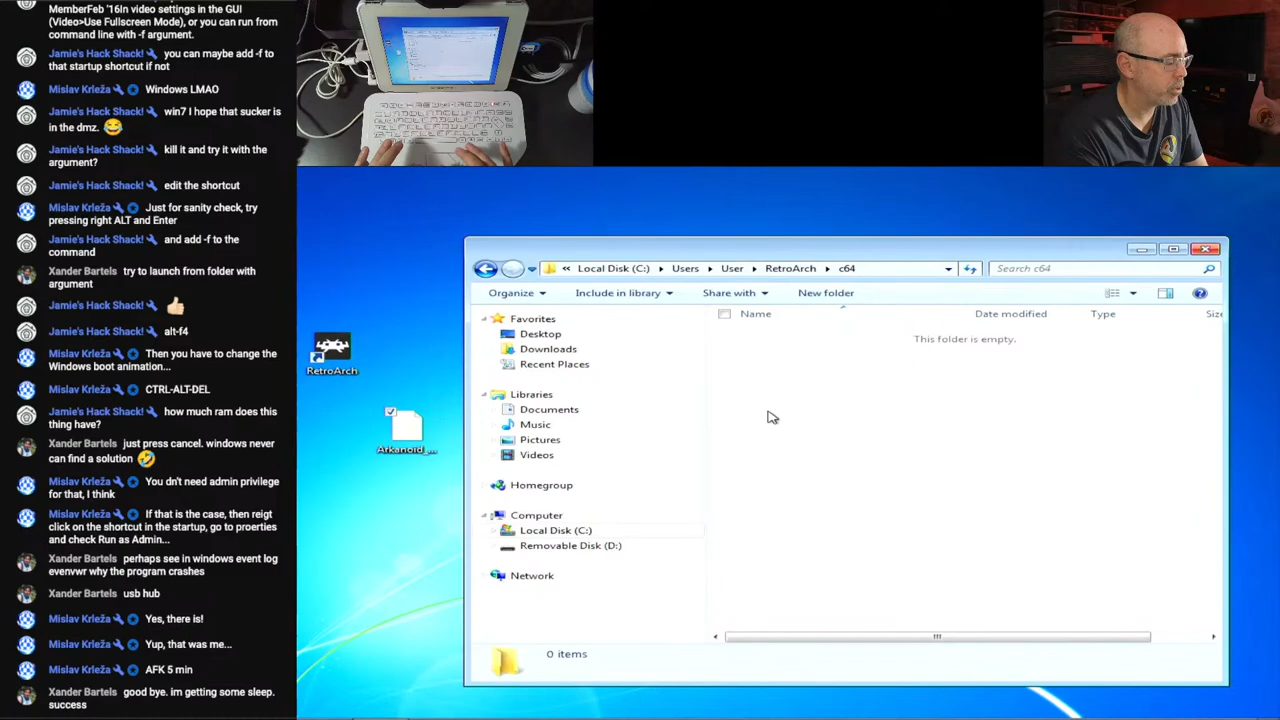 MemberFeb '16In video settings in the GUI
(Video>Use Fullscreen Mode), or you can run from
command line with -f argument.
Jamie's Hack Shack! you can maybe add -f to
that startup shortcut if not
Mislav Krleža Windows LMAO
Jamie's Hack Shack! win7 I hope that sucker is
in the dmz. 😂
Jamie's Hack Shack! kill it and try it with the
argument?
Jamie's Hack Shack! edit the shortcut
Mislav Krleža Just for sanity check, try
pressing right ALT and Enter
Jamie's Hack Shack! and add -f to the
command
Xander Bartels try to launch from folder with
argument
Jamie's Hack Shack! 👍🏻
Jamie's Hack Shack! alt-f4
Mislav Krleža Then you have to change the
Windows boot animation...
Mislav Krleža CTRL-ALT-DEL
Jamie's Hack Shack! how much ram does this
thing have?
Xander Bartels just press cancel. windows never
can find a solution 🤣
Mislav Krleža You dn't need admin privilege
for that, I think
Mislav Krleža If that is the case, then reigt
click on the shortcut in the startup, go to proerties
and check Run as Admin...
Xander Bartels perhaps see in windows event log
evenvwr why the program crashes
Xander Bartels usb hub
Mislav Krleža Yes, there is!
Mislav Krleža Yup, that was me...
Mislav Krleža AFK 5 min
Xander Bartels good bye. im getting some sleep.
success
RetroArch
Arkanoid_...
« Local Disk (C:) Users User RetroArch c64
Search c64
Organize Include in library Share with New folder
Name Date modified Type Size
This folder is empty.
Favorites
Desktop
Downloads
Recent Places
Libraries
Documents
Music
Pictures
Videos
Homegroup
Computer
Local Disk (C:)
Removable Disk (D:)
Network
0 items